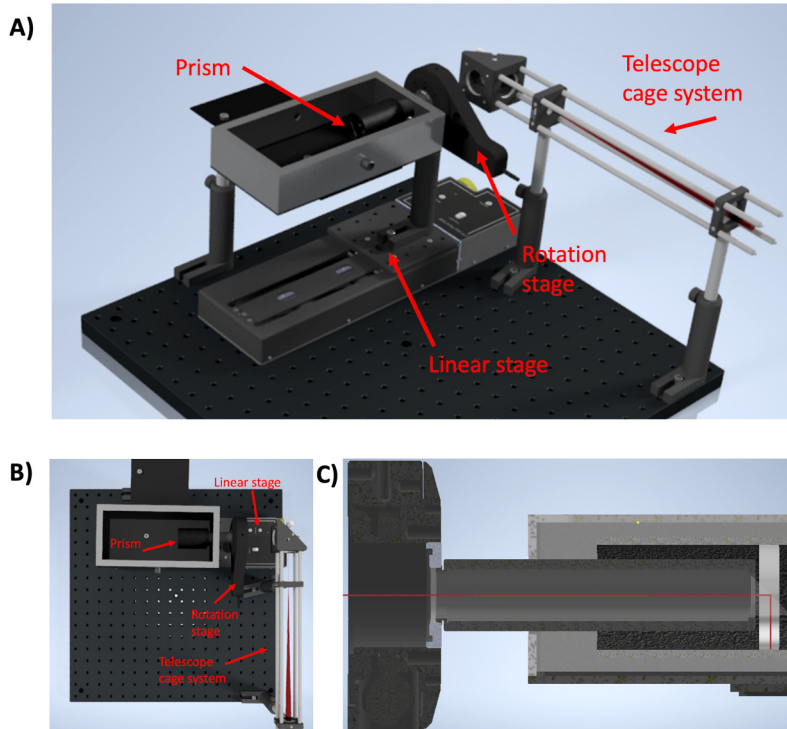 A)
Prism
Telescope
cage system
Rotation
stage
Linear stage
B)
Linear stage
Prism
Rotation
stage
Telescope
cage system
C)